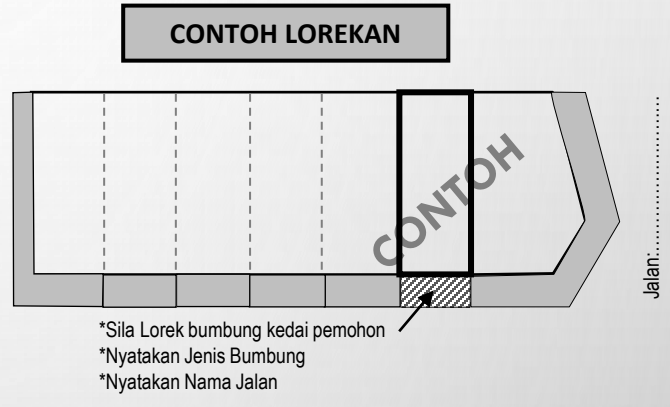 CONTOH LOREKAN
CONTOH
Jalan:..............................
*Sila Lorek bumbung kedai pemohon
*Nyatakan Jenis Bumbung
*Nyatakan Nama Jalan